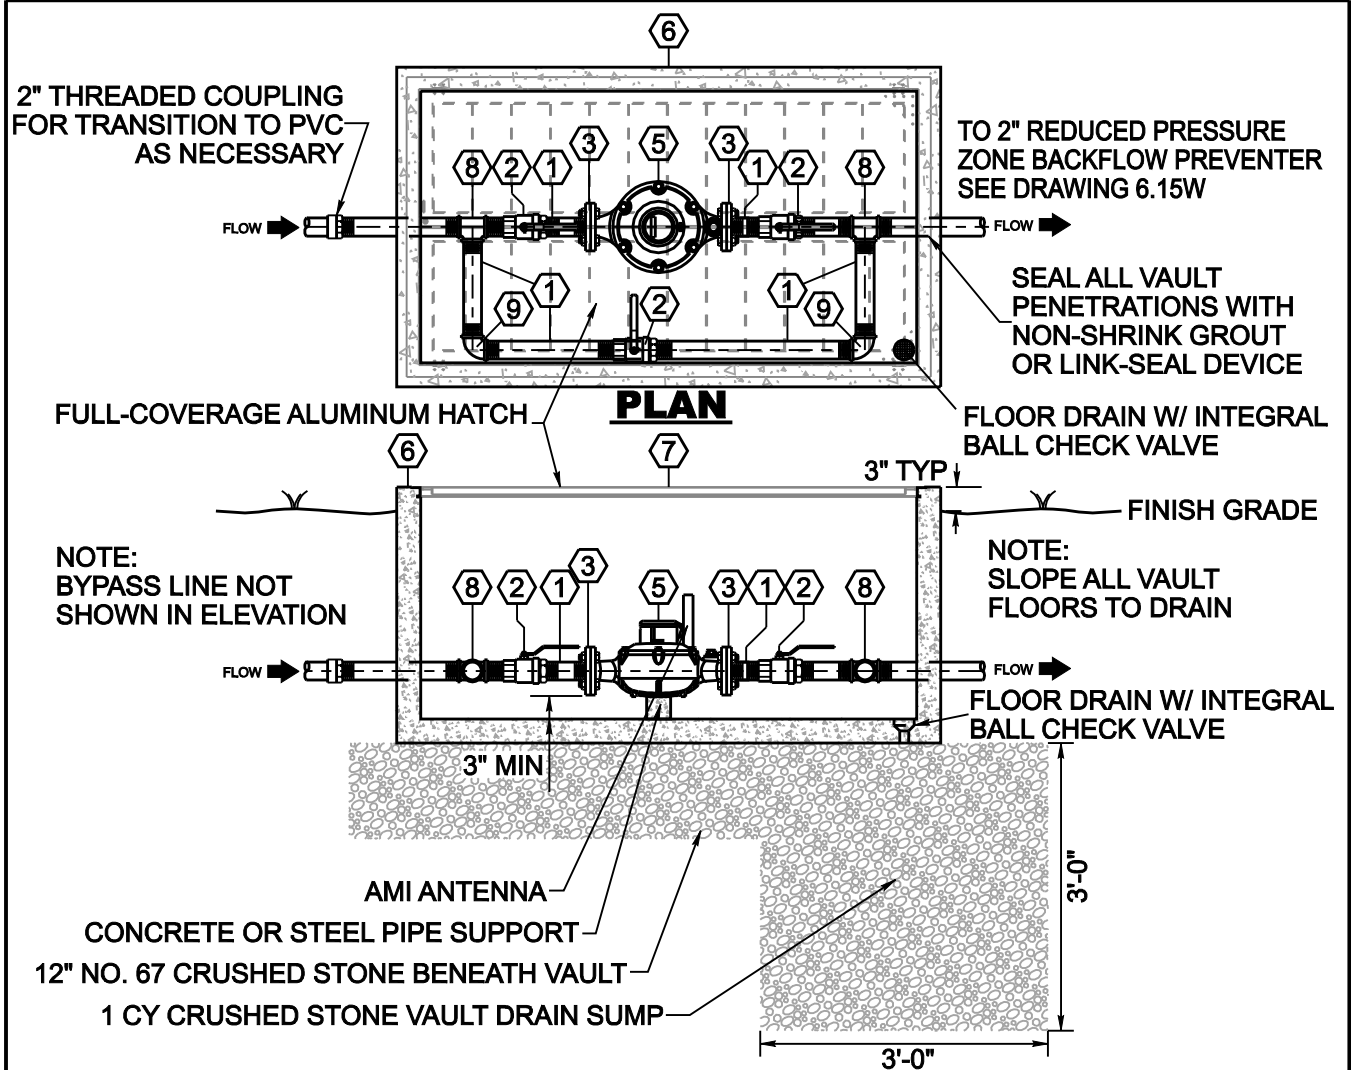 6
2" THREADED COUPLING
FOR TRANSITION TO PVC
AS NECESSARY
3
5
3
8
2
1
1
2
8
TO 2" REDUCED PRESSURE
ZONE BACKFLOW PREVENTER
SEE DRAWING 6.15W
FLOW
FLOW
SEAL ALL VAULT
PENETRATIONS WITH
NON-SHRINK GROUT
OR LINK-SEAL DEVICE
1
9
2
1
9
FULL-COVERAGE ALUMINUM HATCH
PLAN
FLOOR DRAIN W/ INTEGRAL
BALL CHECK VALVE
6
7
3" TYP
FINISH GRADE
NOTE:
BYPASS LINE NOT
SHOWN IN ELEVATION
NOTE:
SLOPE ALL VAULT
FLOORS TO DRAIN
8
2
1
3
5
3
1
2
8
FLOW
FLOW
FLOOR DRAIN W/ INTEGRAL
BALL CHECK VALVE
3" MIN
AMI ANTENNA
CONCRETE OR STEEL PIPE SUPPORT
12" NO. 67 CRUSHED STONE BENEATH VAULT
1 CY CRUSHED STONE VAULT DRAIN SUMP
3'-0"
3'-0"